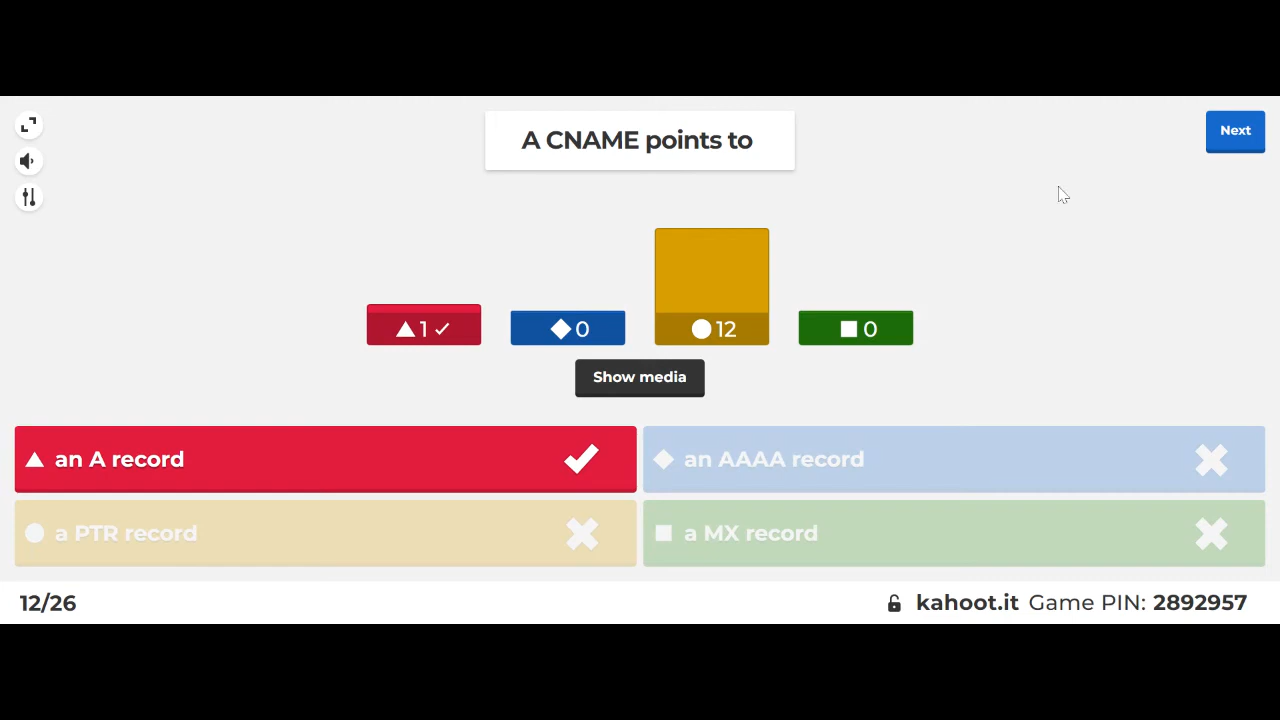 A CNAME points to
Next
1
0
12
0
Show media
an A record
an AAAA record
a PTR record
a MX record
12/26
kahoot.it Game PIN: 2892957